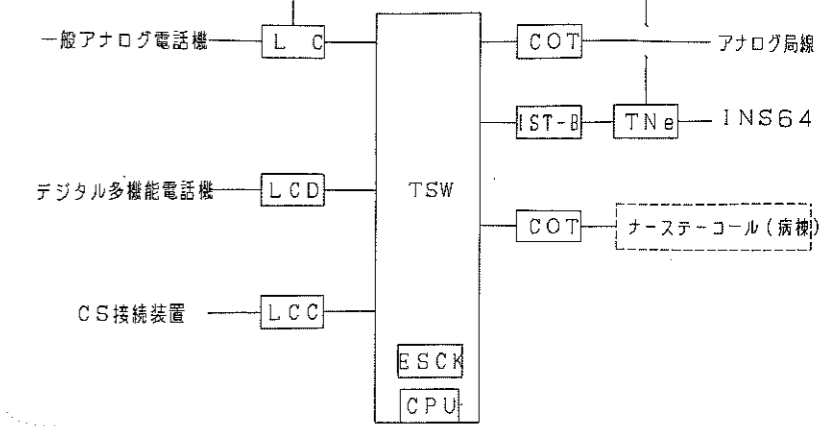 一般アナログ電話機 L C COT アナログ局線
IST-B TNe INS64
デジタル多機能電話機 LCD TSW
COT ナーステーコール(病棟)
CS接続装置 LCC
ESCK
CPU